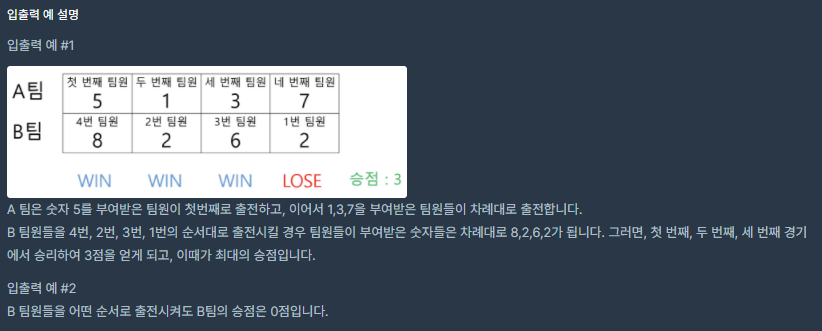 입출력 예 설명
입출력 예 #1
A 팀 첫 번째 팀원 두 번째 팀원 세 번째 팀원 네 번째 팀원
5 1 3 7
B 팀 4번 팀원 2번 팀원 3번 팀원 1번 팀원
8 2 6 2
WIN WIN WIN LOSE 승점 : 3
A 팀은 숫자 5를 부여받은 팀원이 첫번째로 출전하고, 이어서 1,3,7을 부여받은 팀원들이 차례대로 출전합니다.
B 팀원들을 4번, 2번, 3번, 1번의 순서대로 출전시킬 경우 팀원들이 부여받은 숫자들은 차례대로 8,2,6,2가 됩니다. 그러면, 첫 번째, 두 번째, 세 번째 경기
에서 승리하여 3점을 얻게 되고, 이때가 최대의 승점입니다.
입출력 예 #2
B 팀원들을 어떤 순서로 출전시켜도 B팀의 승점은 0점입니다.